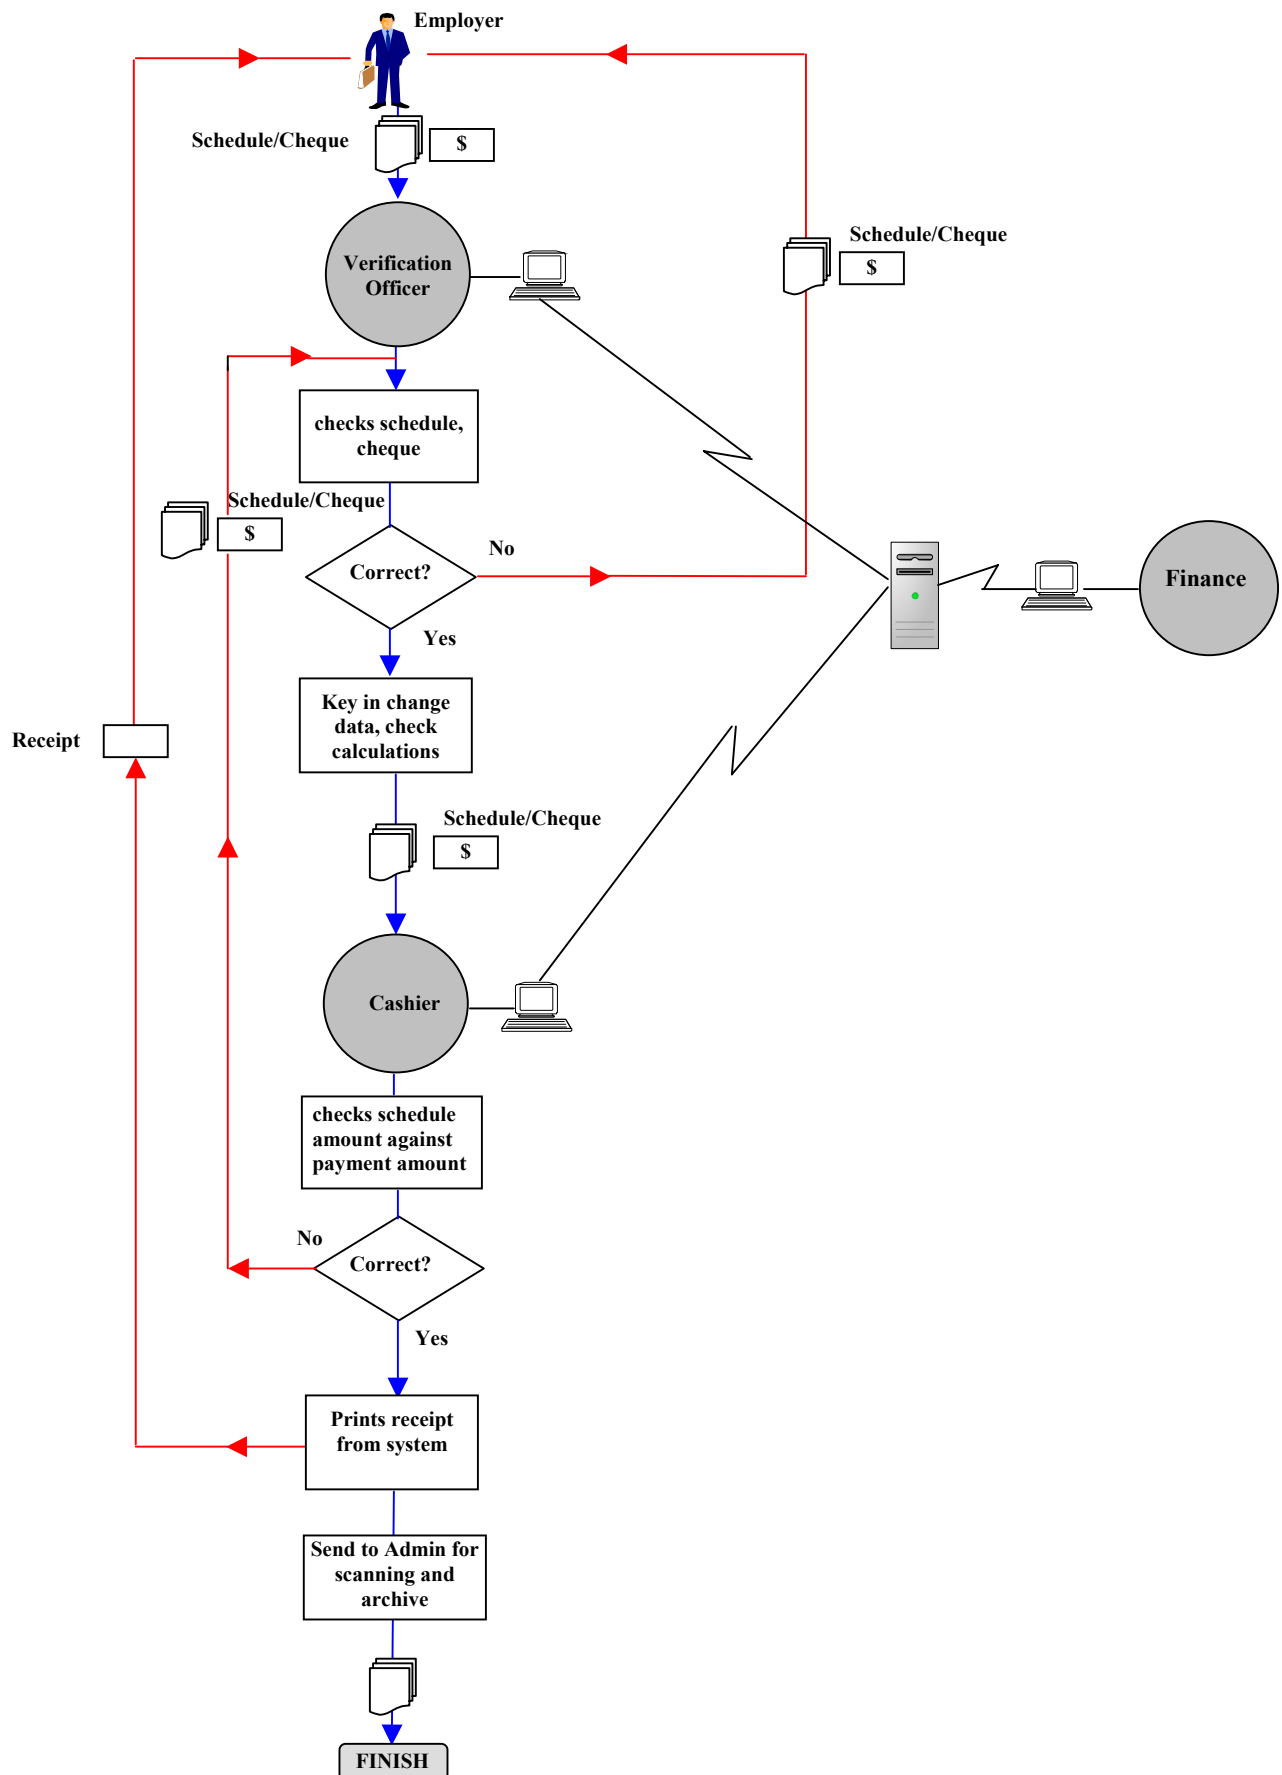 Employer
Schedule/Cheque
$
Schedule/Cheque
$
Verification
Officer
checks schedule,
cheque
Schedule/Cheque
$
No
Correct?
Finance
Yes
Key in change
data, check
calculations
Receipt
Schedule/Cheque
$
Cashier
checks schedule
amount against
payment amount
No
Correct?
Yes
Prints receipt
from system
Send to Admin for
scanning and
archive
FINISH